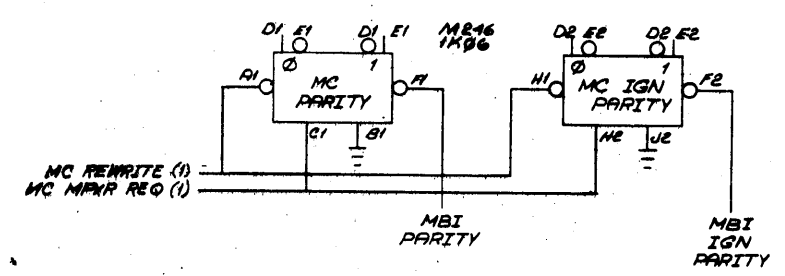 D1 E1 D1 E1 M246 D2 E2 D2 E2
1KØ6
Ø 1 Ø 1
A1 MC F1 H1 MC IGN F2
PARITY PARITY
C1 B1 H2 J2
MC REWRITE (1)
MC MPXR REQ (1)
MBI
PARITY
MBI
IGN
PARITY